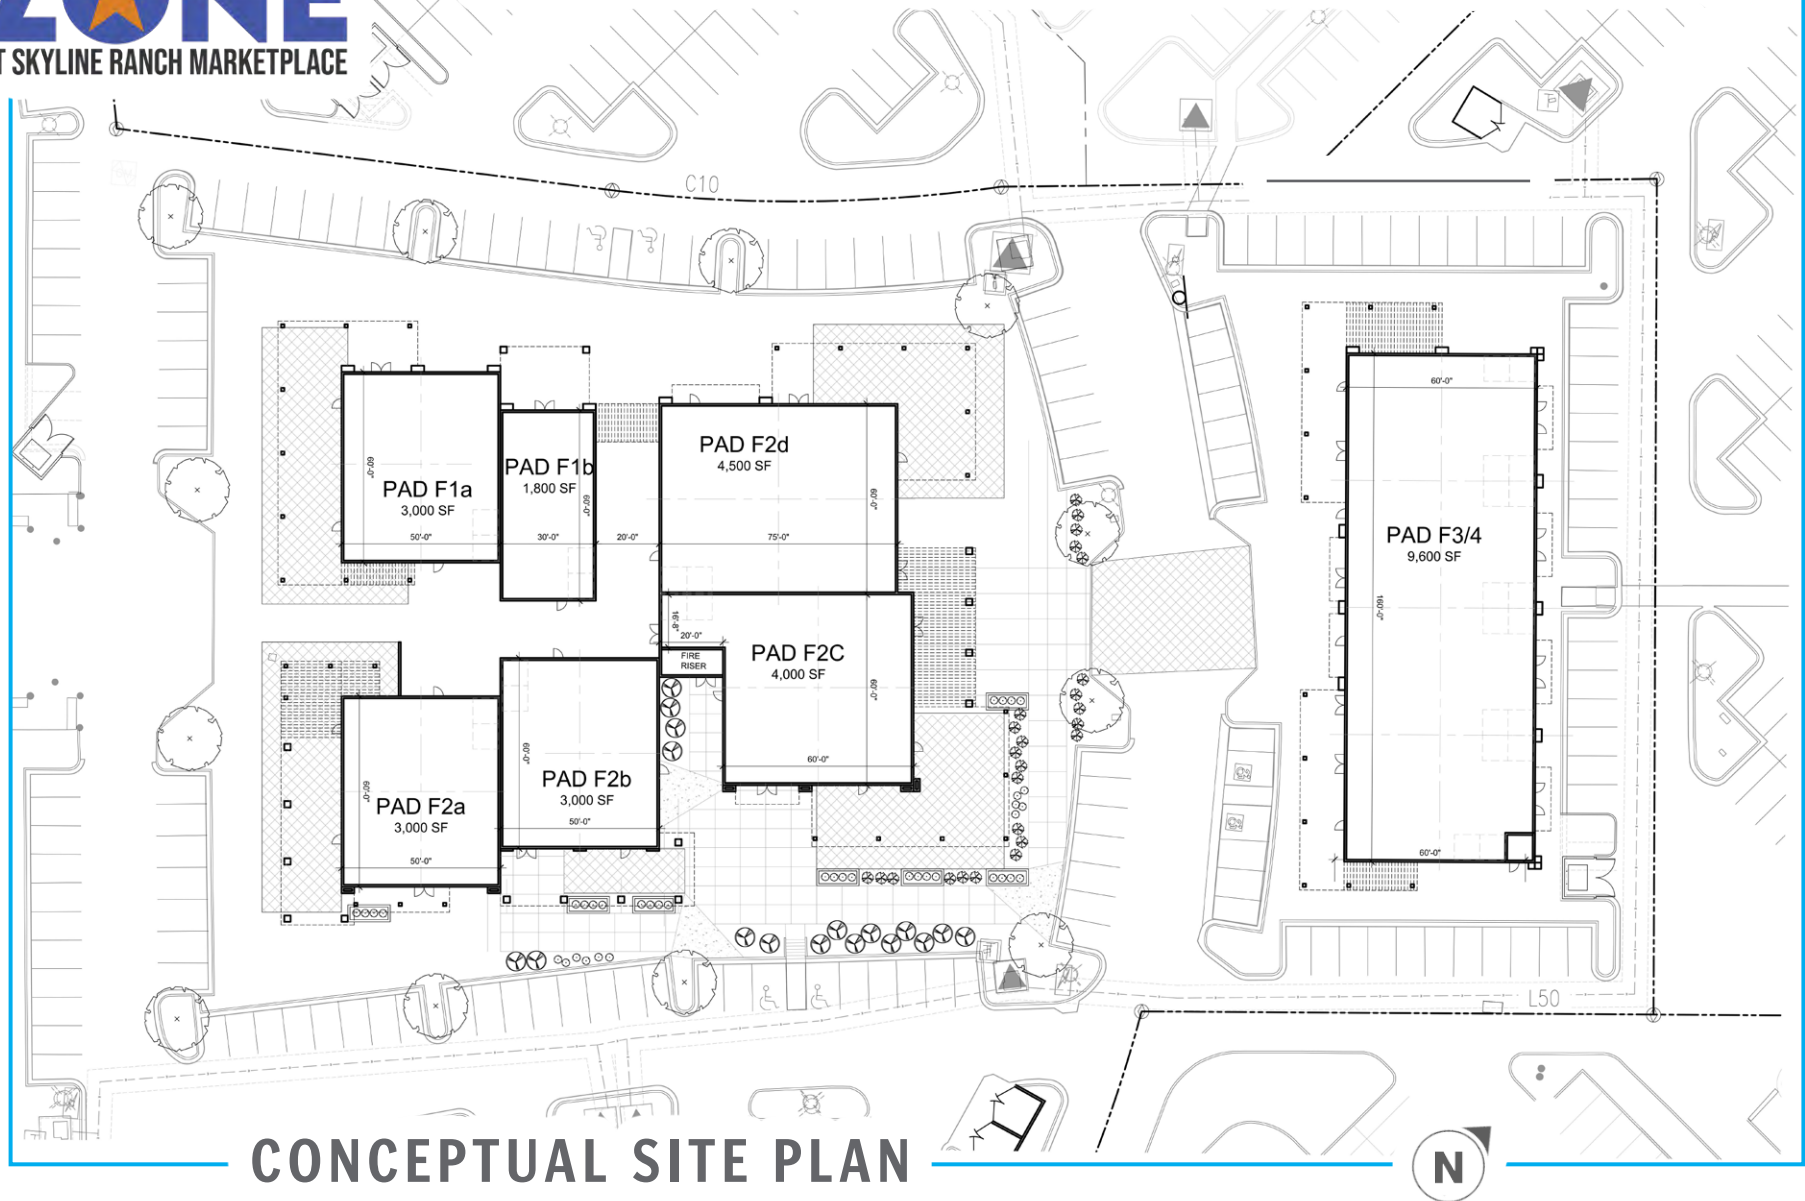 ZONE
T SKYLINE RANCH MARKETPLACE
C10
60'-0"
PAD F2d
4,500 SF
PAD F1b
1,800 SF
PAD F1a
3,000 SF
60'-0"
60'-0"
60'-0"
50'-0"
30'-0"
20'-0"
75'-0"
PAD F3/4
9,600 SF
160'-0"
16'-8"
20'-0"
FIRE
RISER
PAD F2C
4,000 SF
60'-0"
60'-0"
PAD F2b
3,000 SF
50'-0"
60'-0"
PAD F2a
3,000 SF
50'-0"
60'-0"
60'-0"
60'-0"
L50
CONCEPTUAL SITE PLAN
N